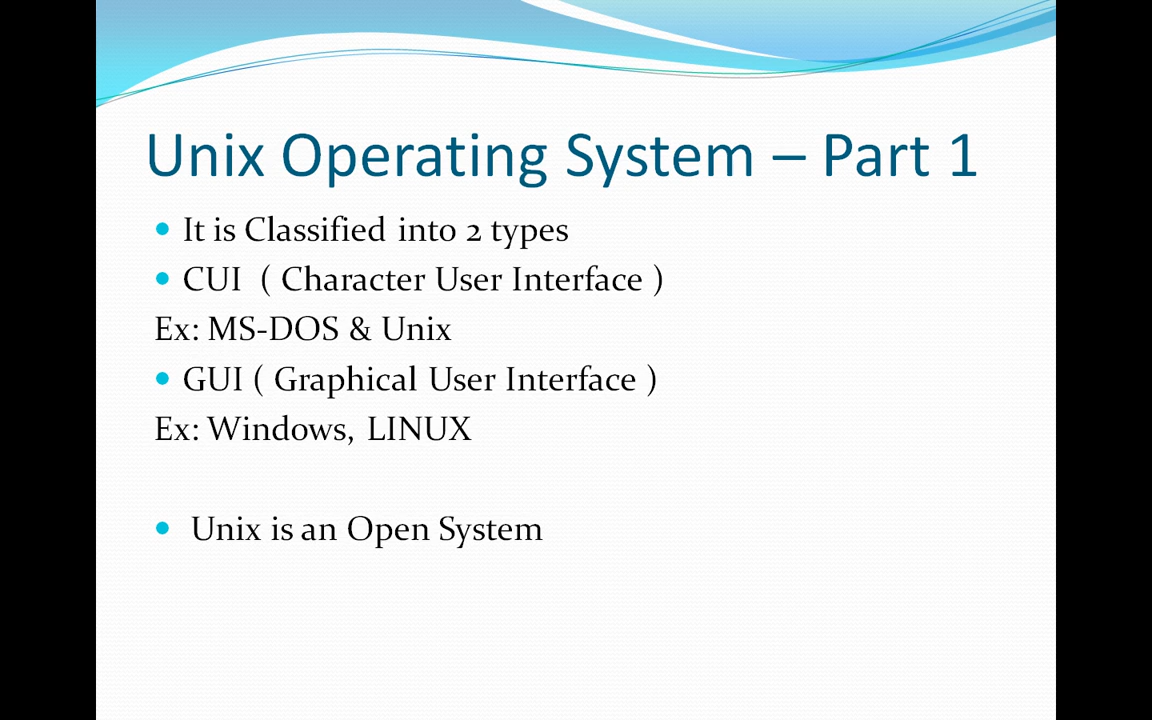 Unix Operating System – Part 1
• It is Classified into 2 types
• CUI ( Character User Interface )
Ex: MS-DOS & Unix
• GUI ( Graphical User Interface )
Ex: Windows, LINUX
• Unix is an Open System